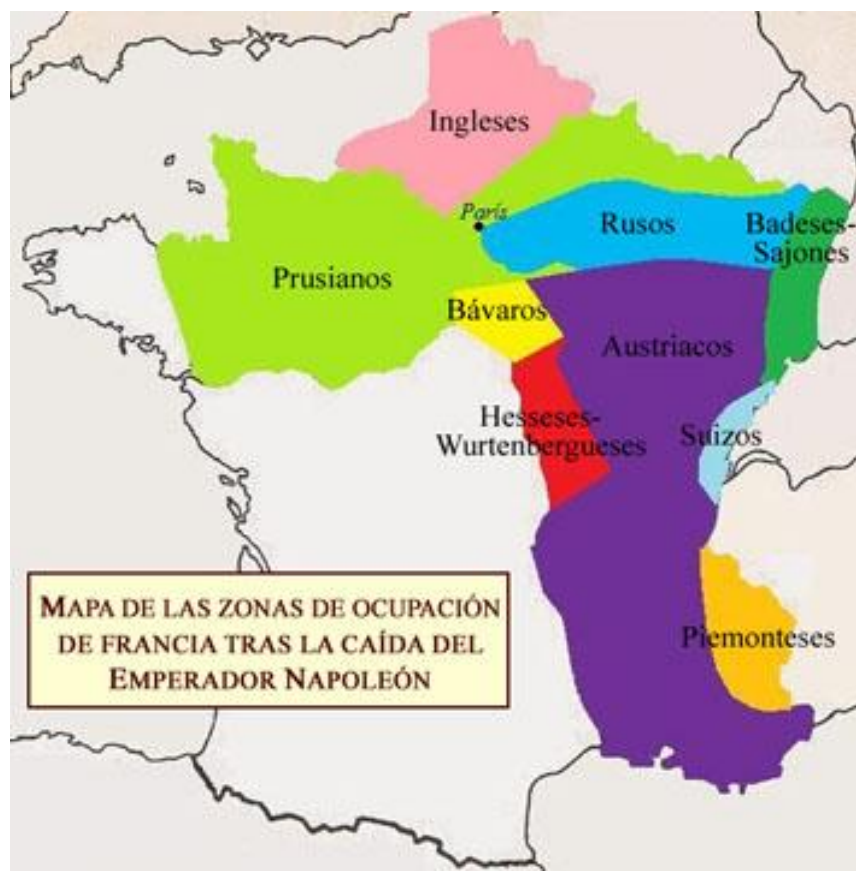 Ingleses
París
Rusos
Badeses-
Sajones
Prusianos
Bávaros
Austriacos
Hesseses-
Wurtenbergueses
Suizos
MAPA DE LAS ZONAS DE OCUPACIÓN
DE FRANCIA TRAS LA CAÍDA DEL
EMPERADOR NAPOLEÓN
Piemonteses